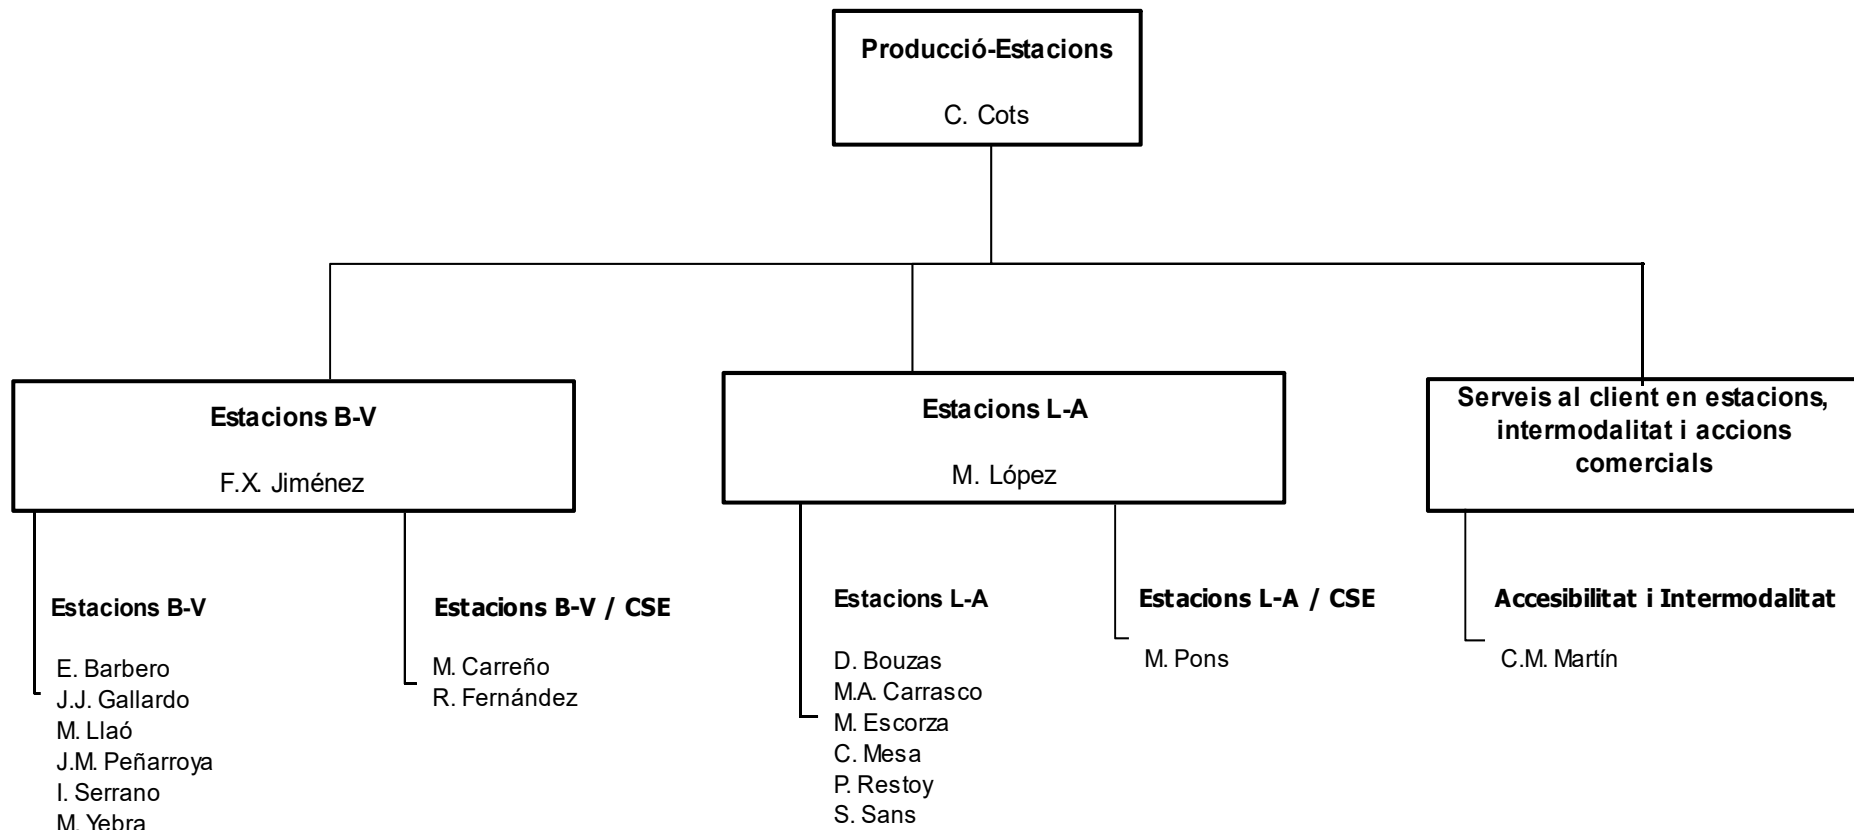 Producció-Estacions
C. Cots
Estacions B-V
F.X. Jiménez
Estacions L-A
M. López
Serveis al client en estacions,
intermodalitat i accions
comercials
Estacions B-V
E. Barbero
J.J. Gallardo
M. Llaó
J.M. Peñarroya
I. Serrano
M. Yebra
Estacions B-V / CSE
M. Carreño
R. Fernández
Estacions L-A
D. Bouzas
M.A. Carrasco
M. Escorza
C. Mesa
P. Restoy
S. Sans
Estacions L-A / CSE
M. Pons
Accesibilitat i Intermodalitat
C.M. Martín